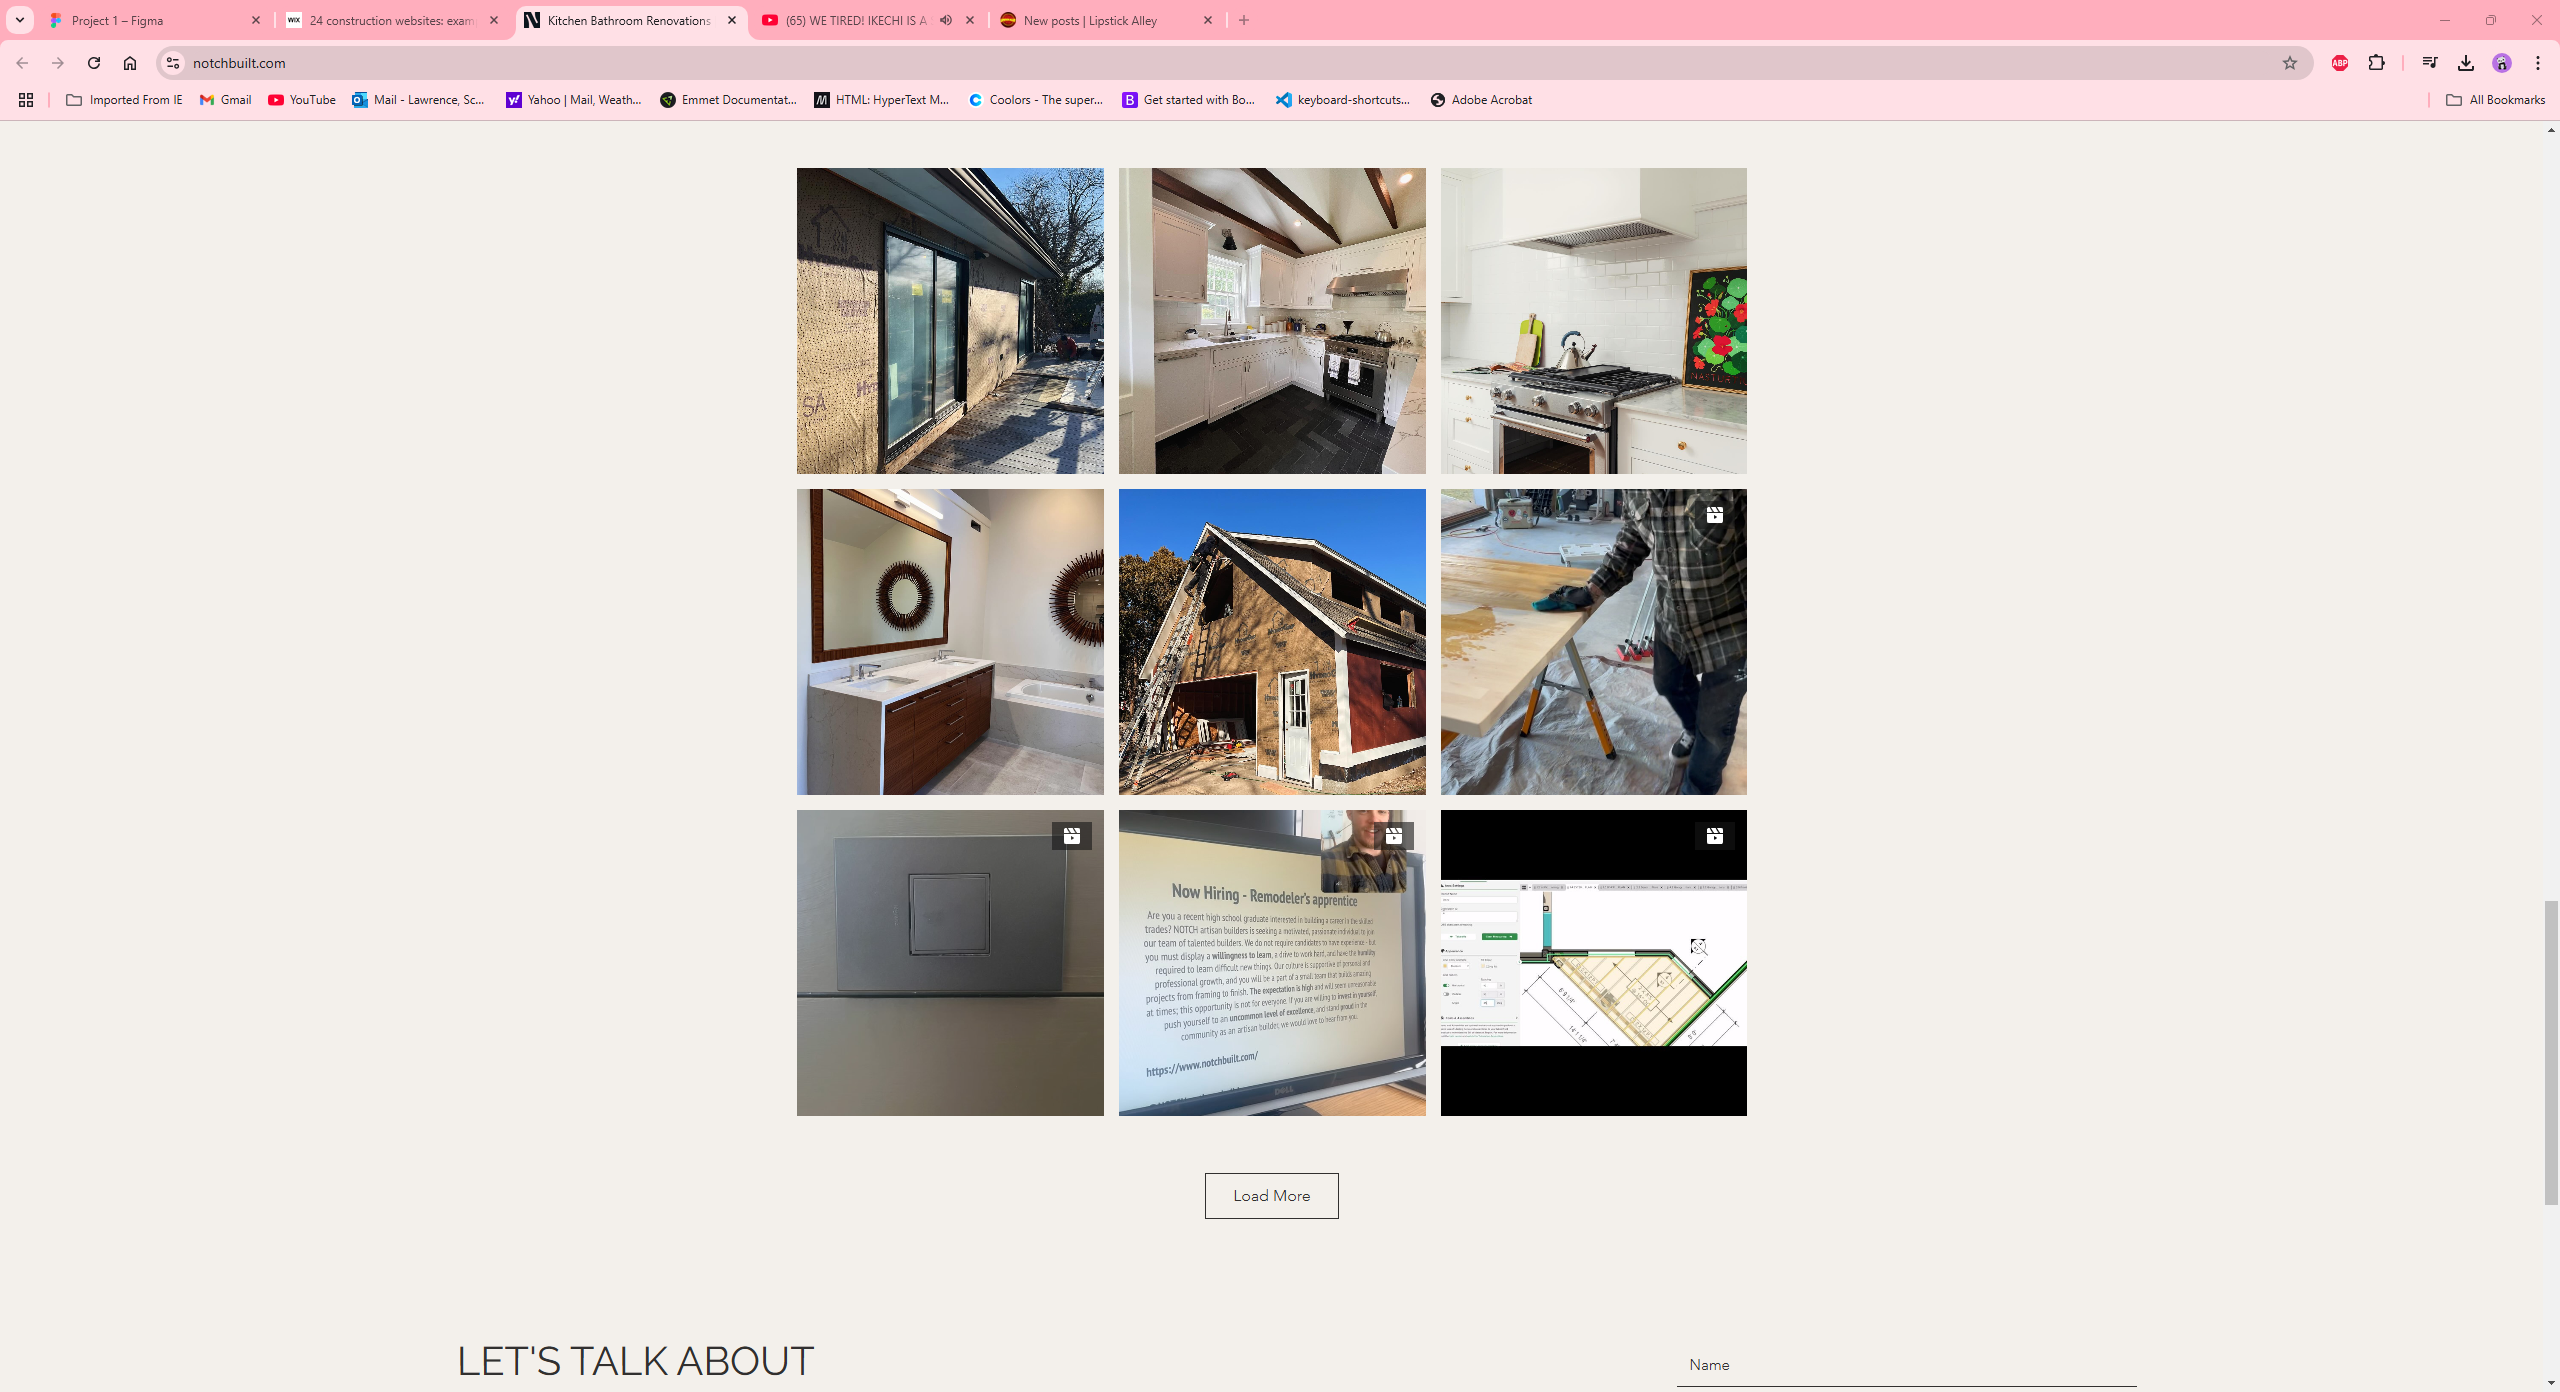 Project 1 – Figma
24 construction websites: exam
Kitchen Bathroom Renovations
(65) WE TIRED! IKECHI IS A
New posts | Lipstick Alley
notchbuilt.com
Imported From IE
Gmail
YouTube
Mail - Lawrence, Sc...
Yahoo | Mail, Weath...
Emmet Documentat...
HTML: HyperText M...
Coolors - The super...
Get started with Bo...
keyboard-shortcuts...
Adobe Acrobat
All Bookmarks
Now Hiring - Remodeler's apprentice
Are you a recent high school graduate interested in building a career in the skilled
trades? NOTCH artisan builders is seeking a motivated, passionate individual to join
our team of talented builders. We do not require candidates to have experience - but
you must display a willingness to learn, a drive to work hard, and have the humility
required to learn difficult new things. Our culture is supportive of personal and
professional growth, and you will be a part of a small team that builds amazing
projects from framing to finish. The expectation is high and will seem unreasonable
at times; this opportunity is not for everyone. If you are willing to invest in yourself,
push yourself to an uncommon level of excellence, and stand proud in the
community as an artisan builder, we would love to hear from you.
https://www.notchbuilt.com/
DELL
Load More
LET'S TALK ABOUT
Name